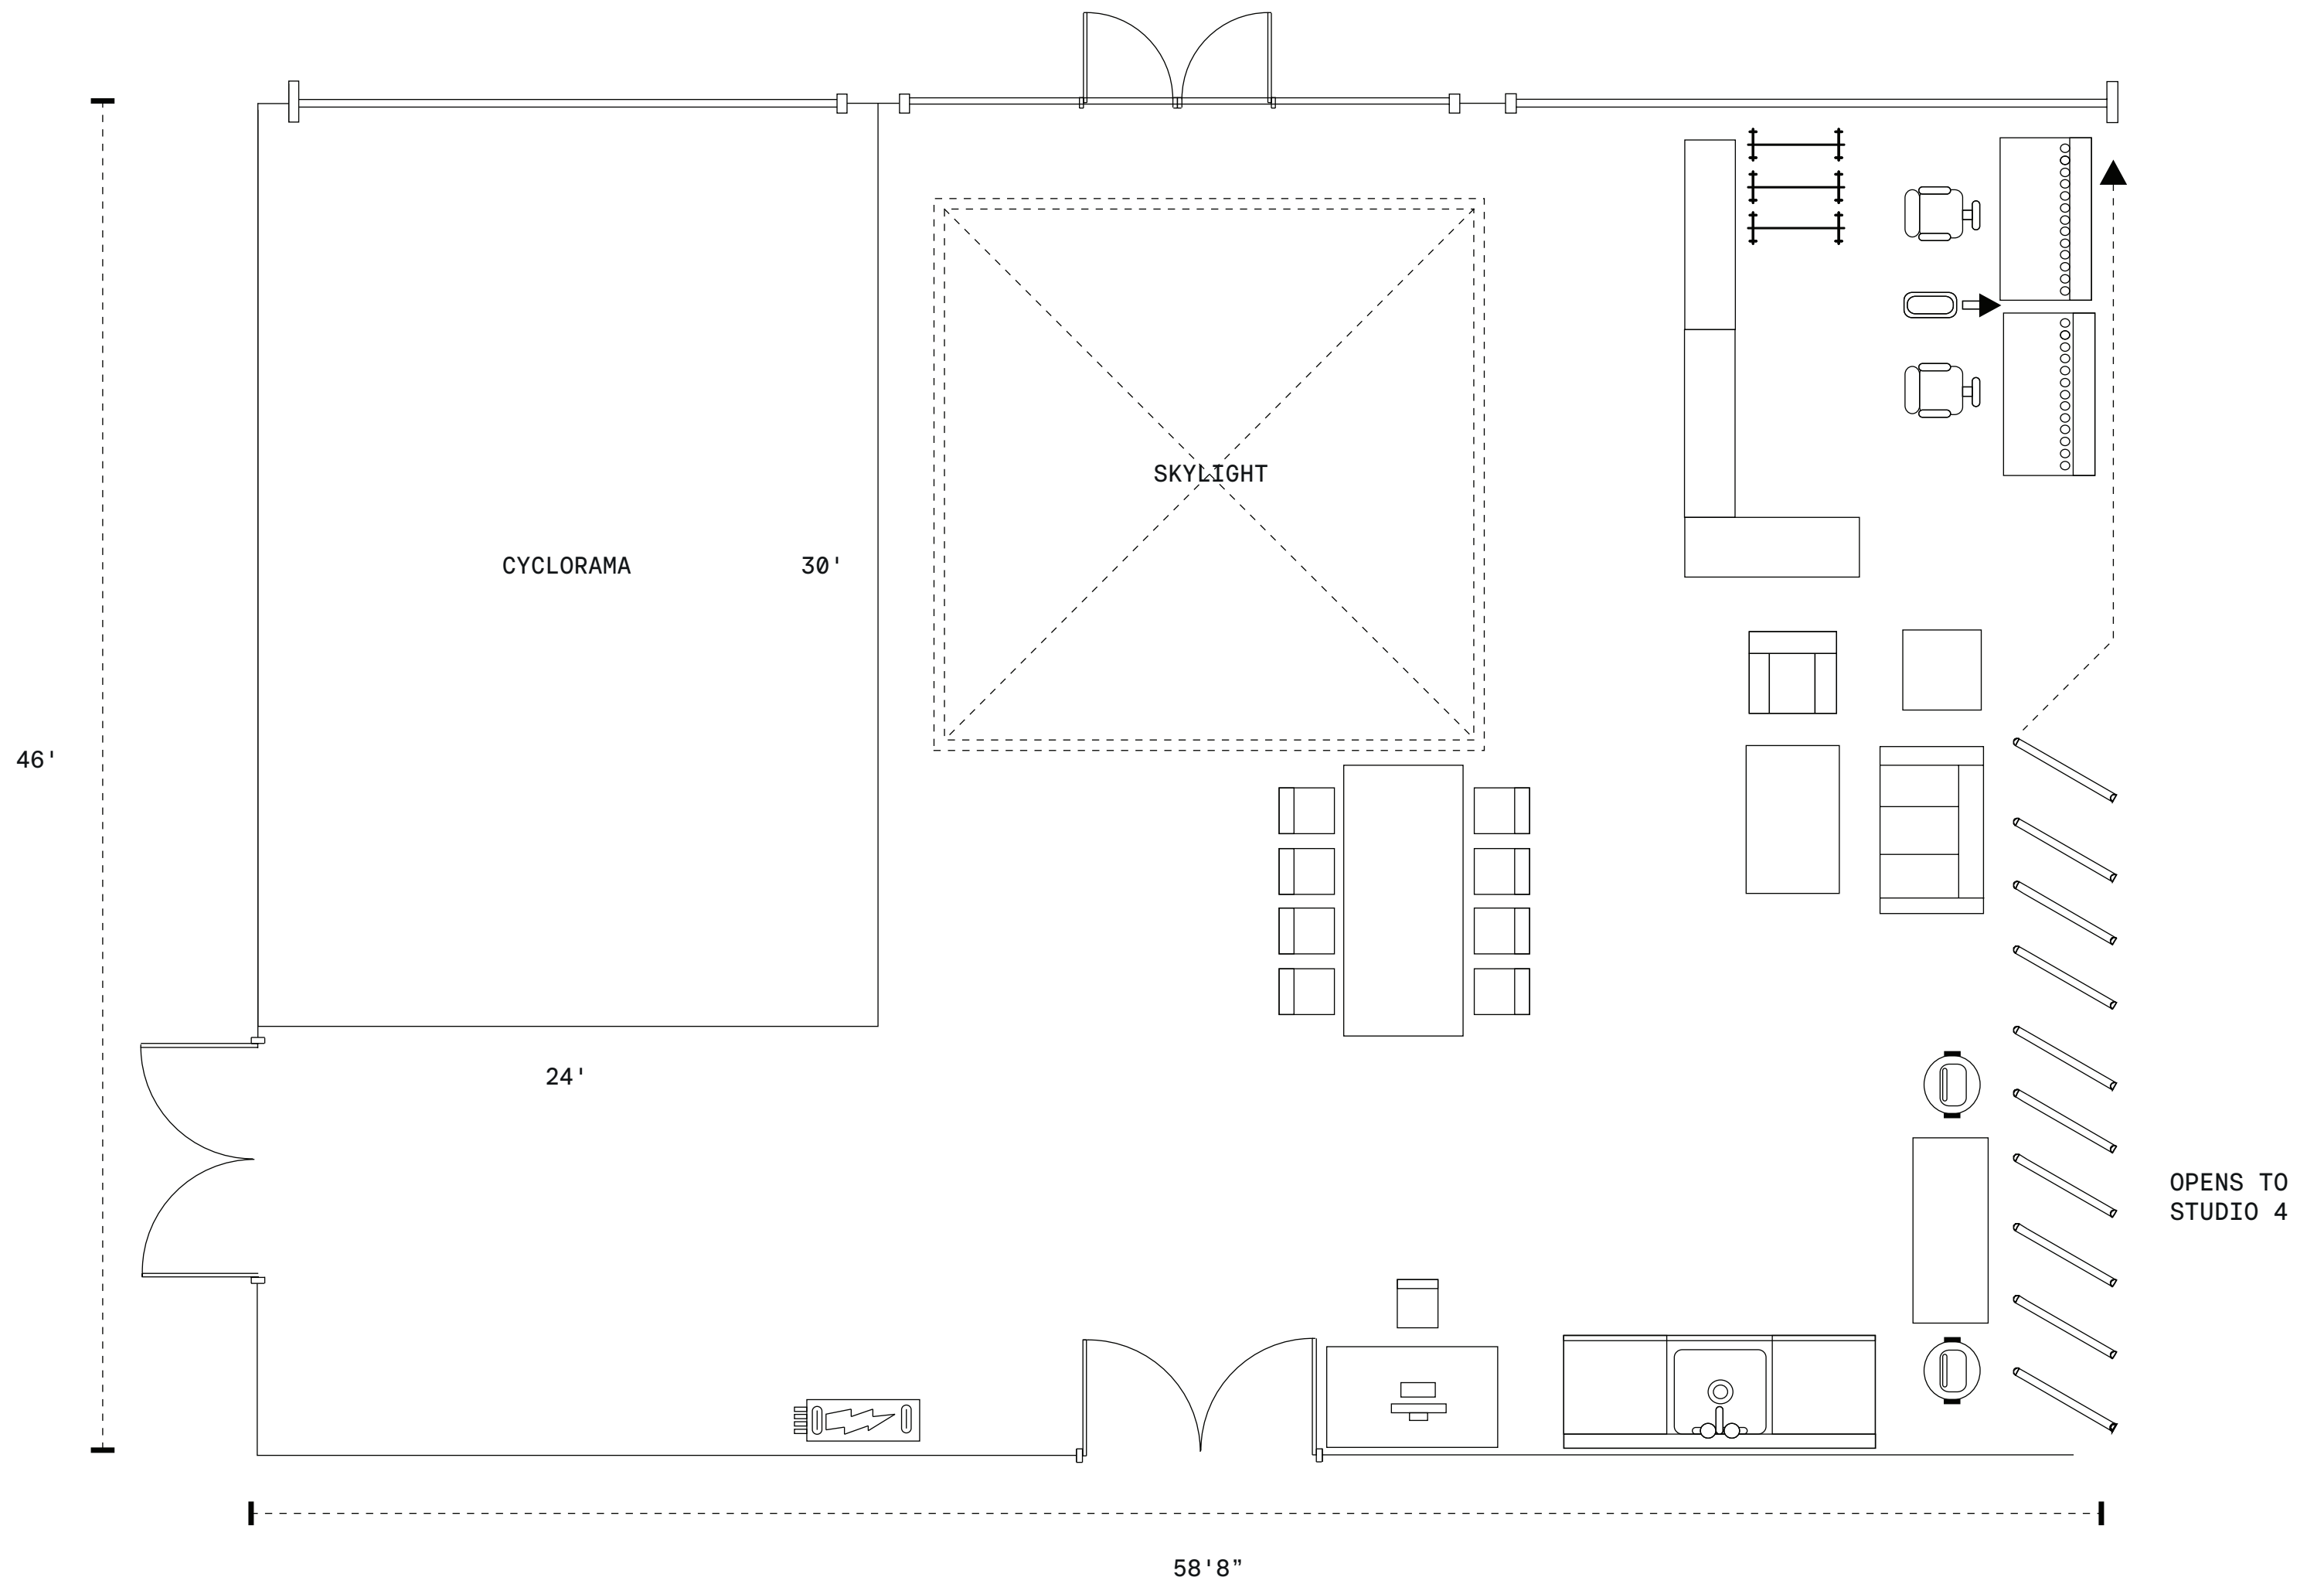 SKYLIGHT
CYCLORAMA
30'
46'
24'
OPENS TO
STUDIO 4
58'8”